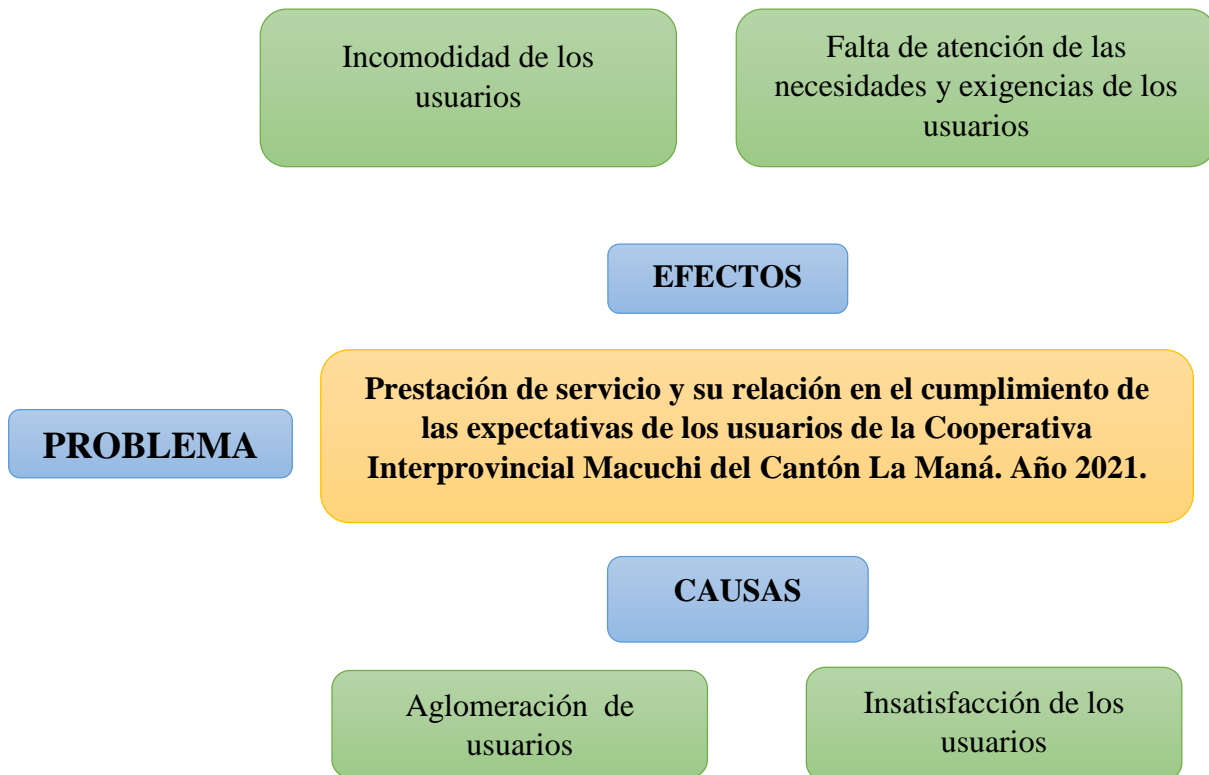 Incomodidad de los
usuarios
Falta de atención de las
necesidades y exigencias de los
usuarios
EFECTOS
PROBLEMA
Prestación de servicio y su relación en el cumplimiento de
las expectativas de los usuarios de la Cooperativa
Interprovincial Macuchi del Cantón La Maná. Año 2021.
CAUSAS
Aglomeración  de
usuarios
Insatisfacción de los
usuarios